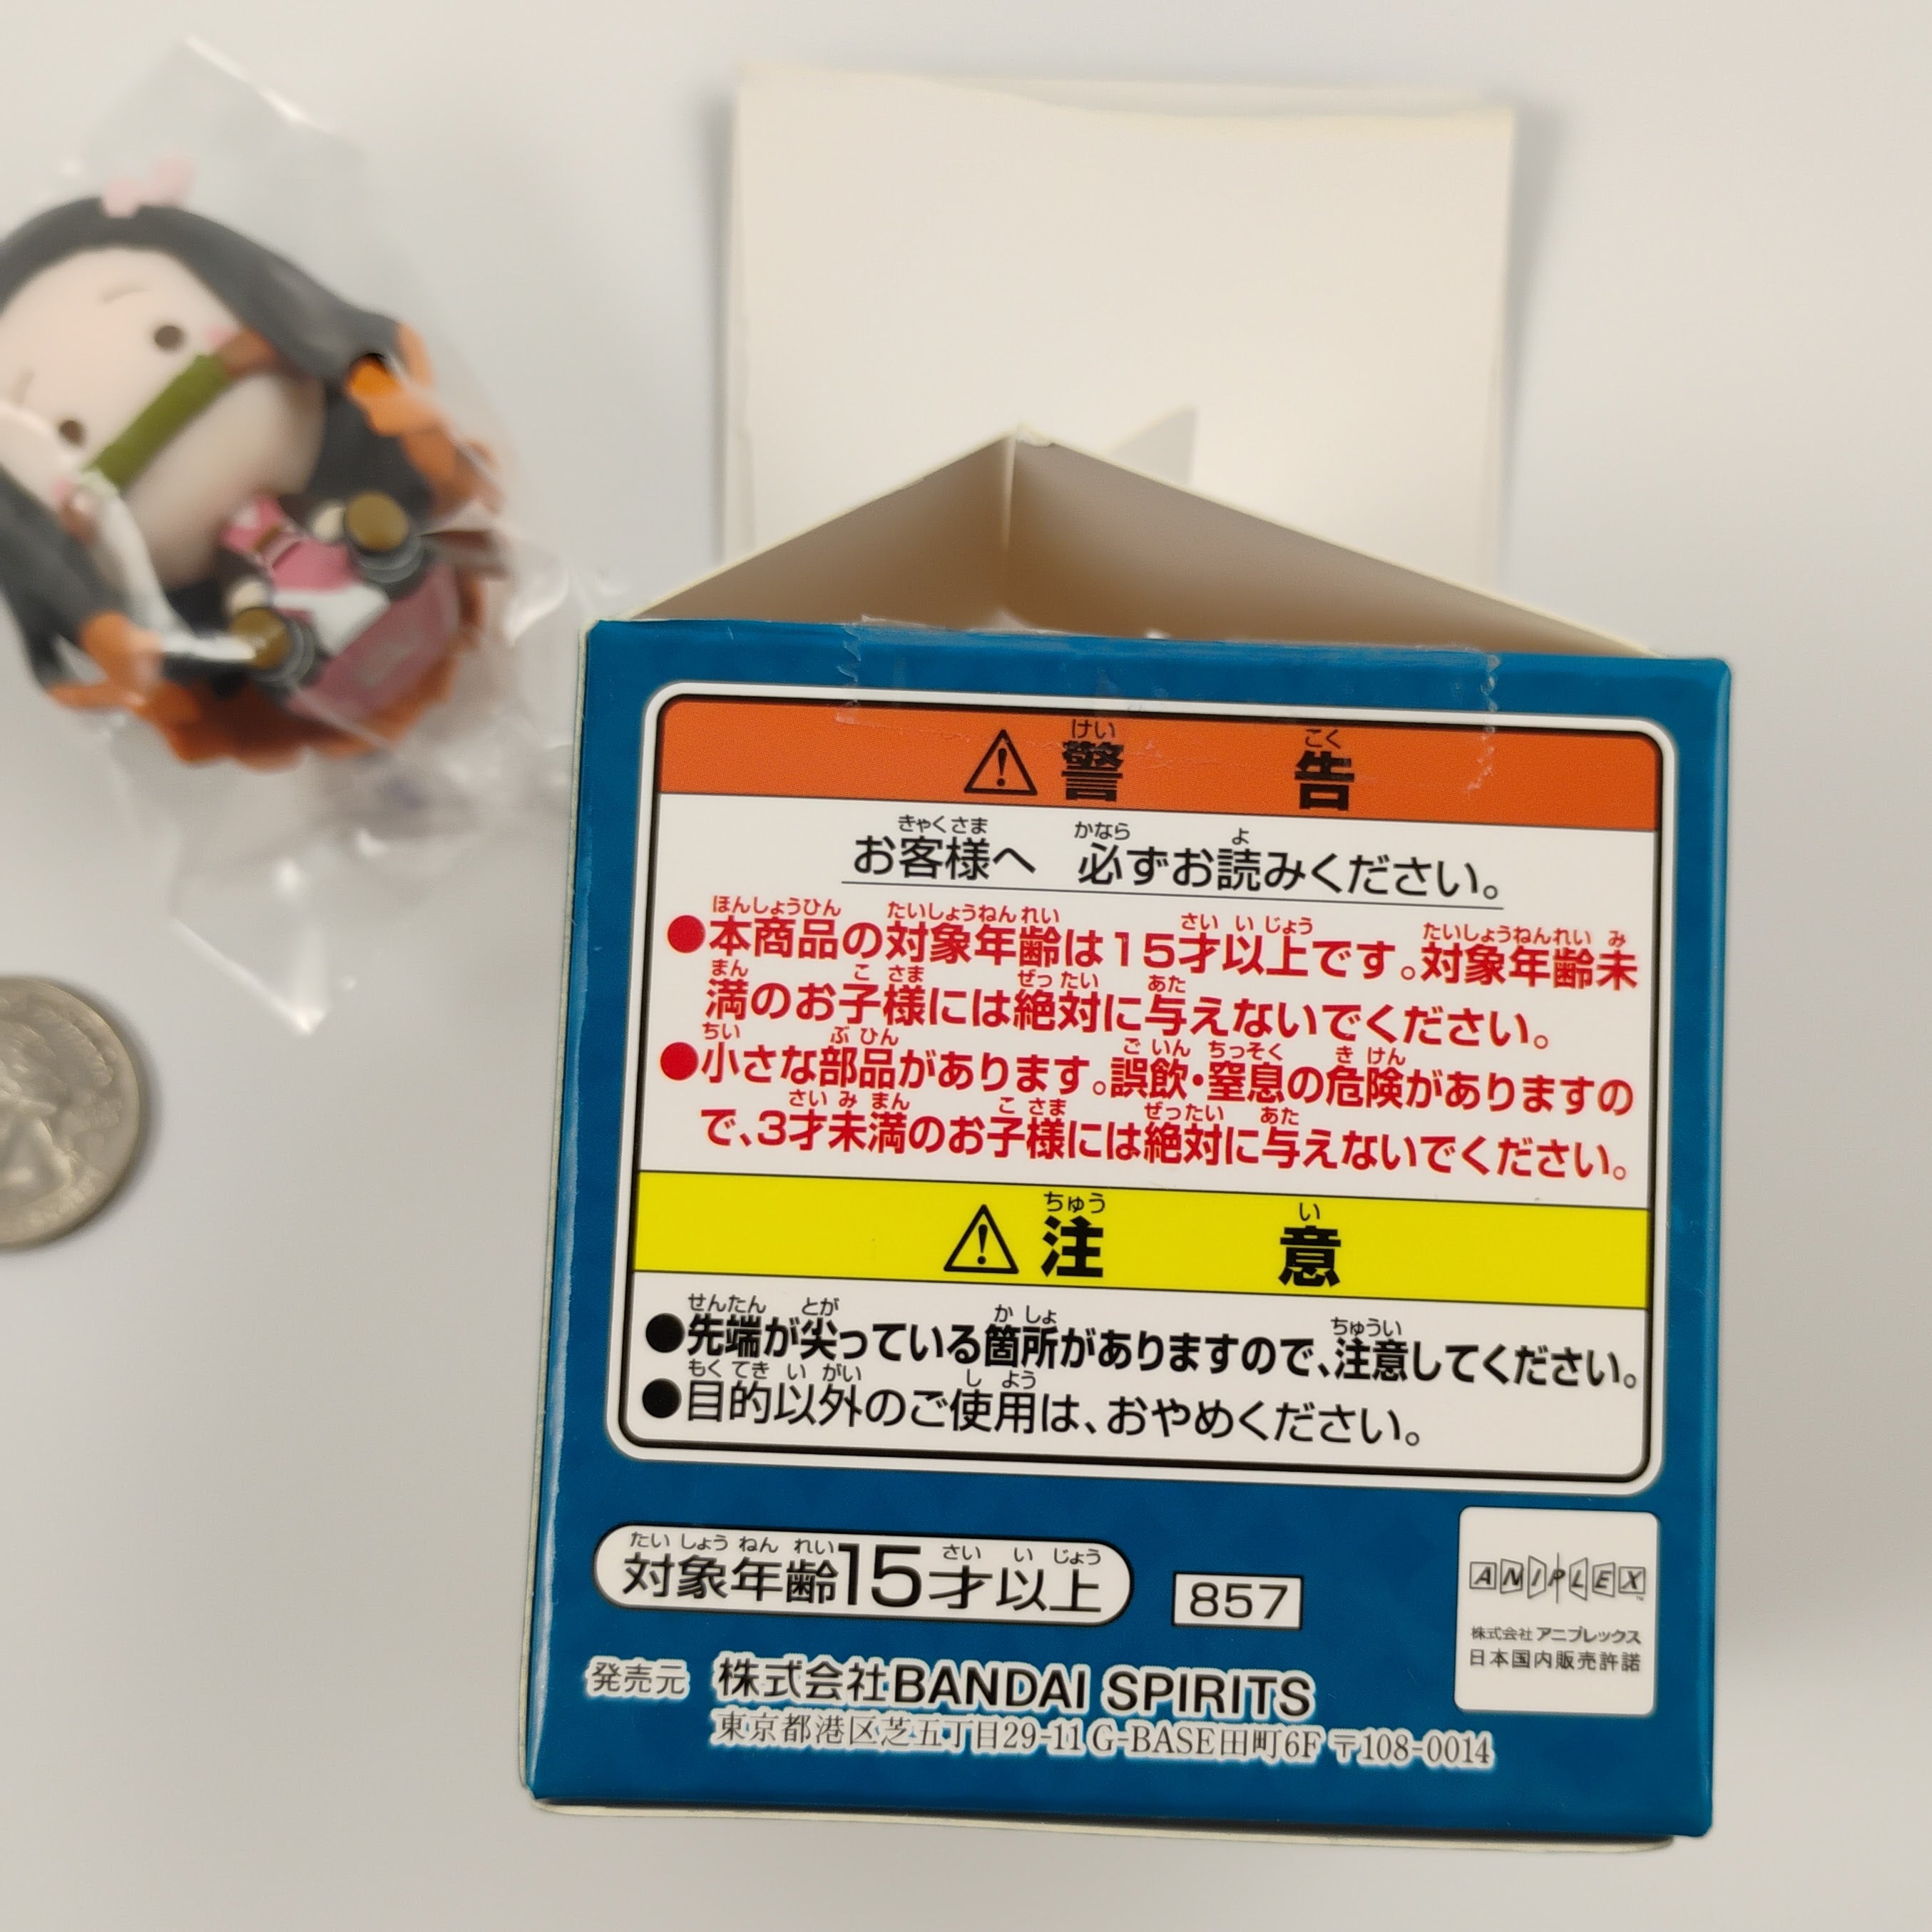 ⚠警告
お客様へ 必ずお読みください。
●本商品の対象年齢は15才以上です。対象年齢未
満のお子様には絶対に与えないでください。
●小さな部品があります。誤飲・窒息の危険がありますの
で、3才未満のお子様には絶対に与えないでください。
⚠注意
●先端が尖っている箇所がありますので、注意してください。
●目的以外のご使用は、おやめください。
対象年齢15才以上
857
ANIPLEX
株式会社アニプレックス
日本国内販売許諾
発売元 株式会社BANDAI SPIRITS
東京都港区芝五丁目29-11 G-BASE田町6F 〒108-0014